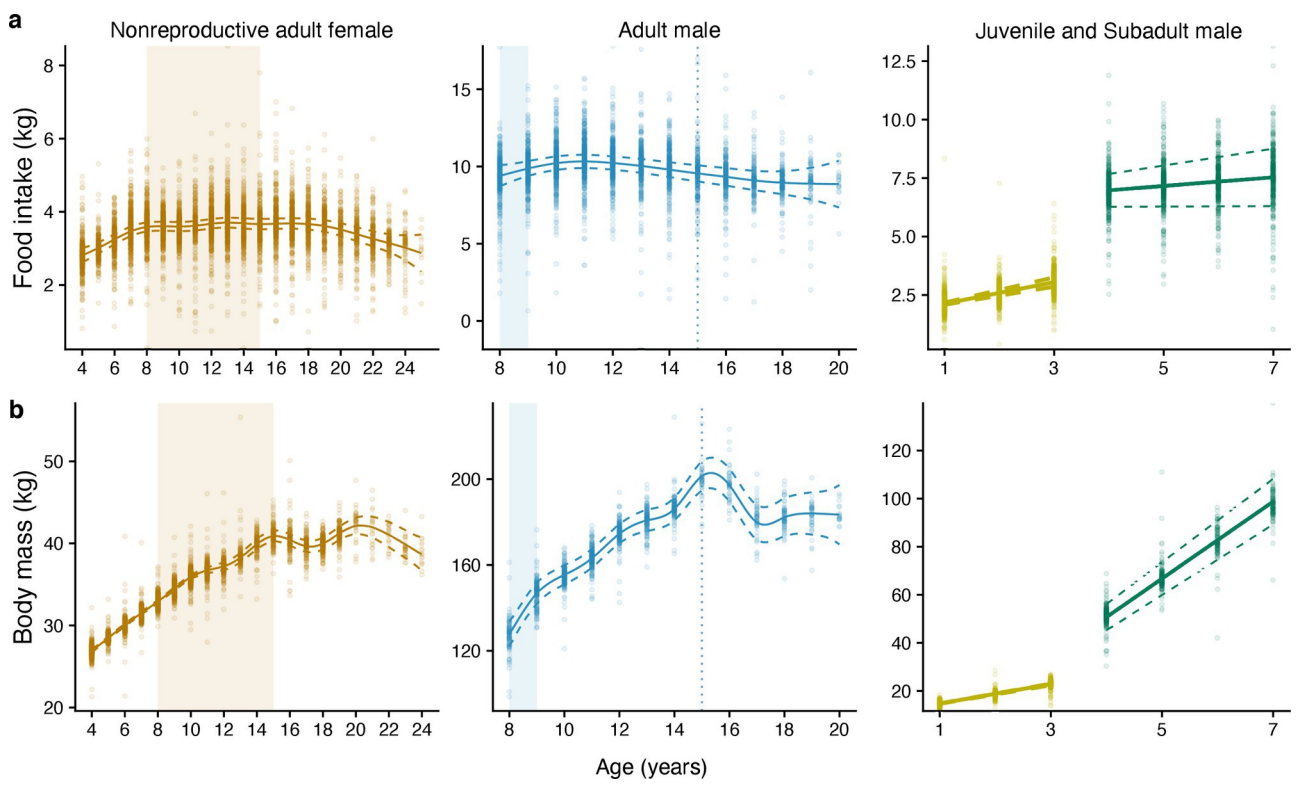 a
Nonreproductive adult female
Adult male
Juvenile and Subadult male
Food intake (kg)
8
6
4
2
4 6 8 10 12 14 16 18 20 22 24
15
10
5
0
8 10 12 14 16 18 20
12.5
10.0
7.5
5.0
2.5
1 3 5 7
b
Body mass (kg)
50
40
30
20
4 6 8 10 12 14 16 18 20 22 24
200
160
120
8 10 12 14 16 18 20
120
100
80
60
40
20
1 3 5 7
Age (years)